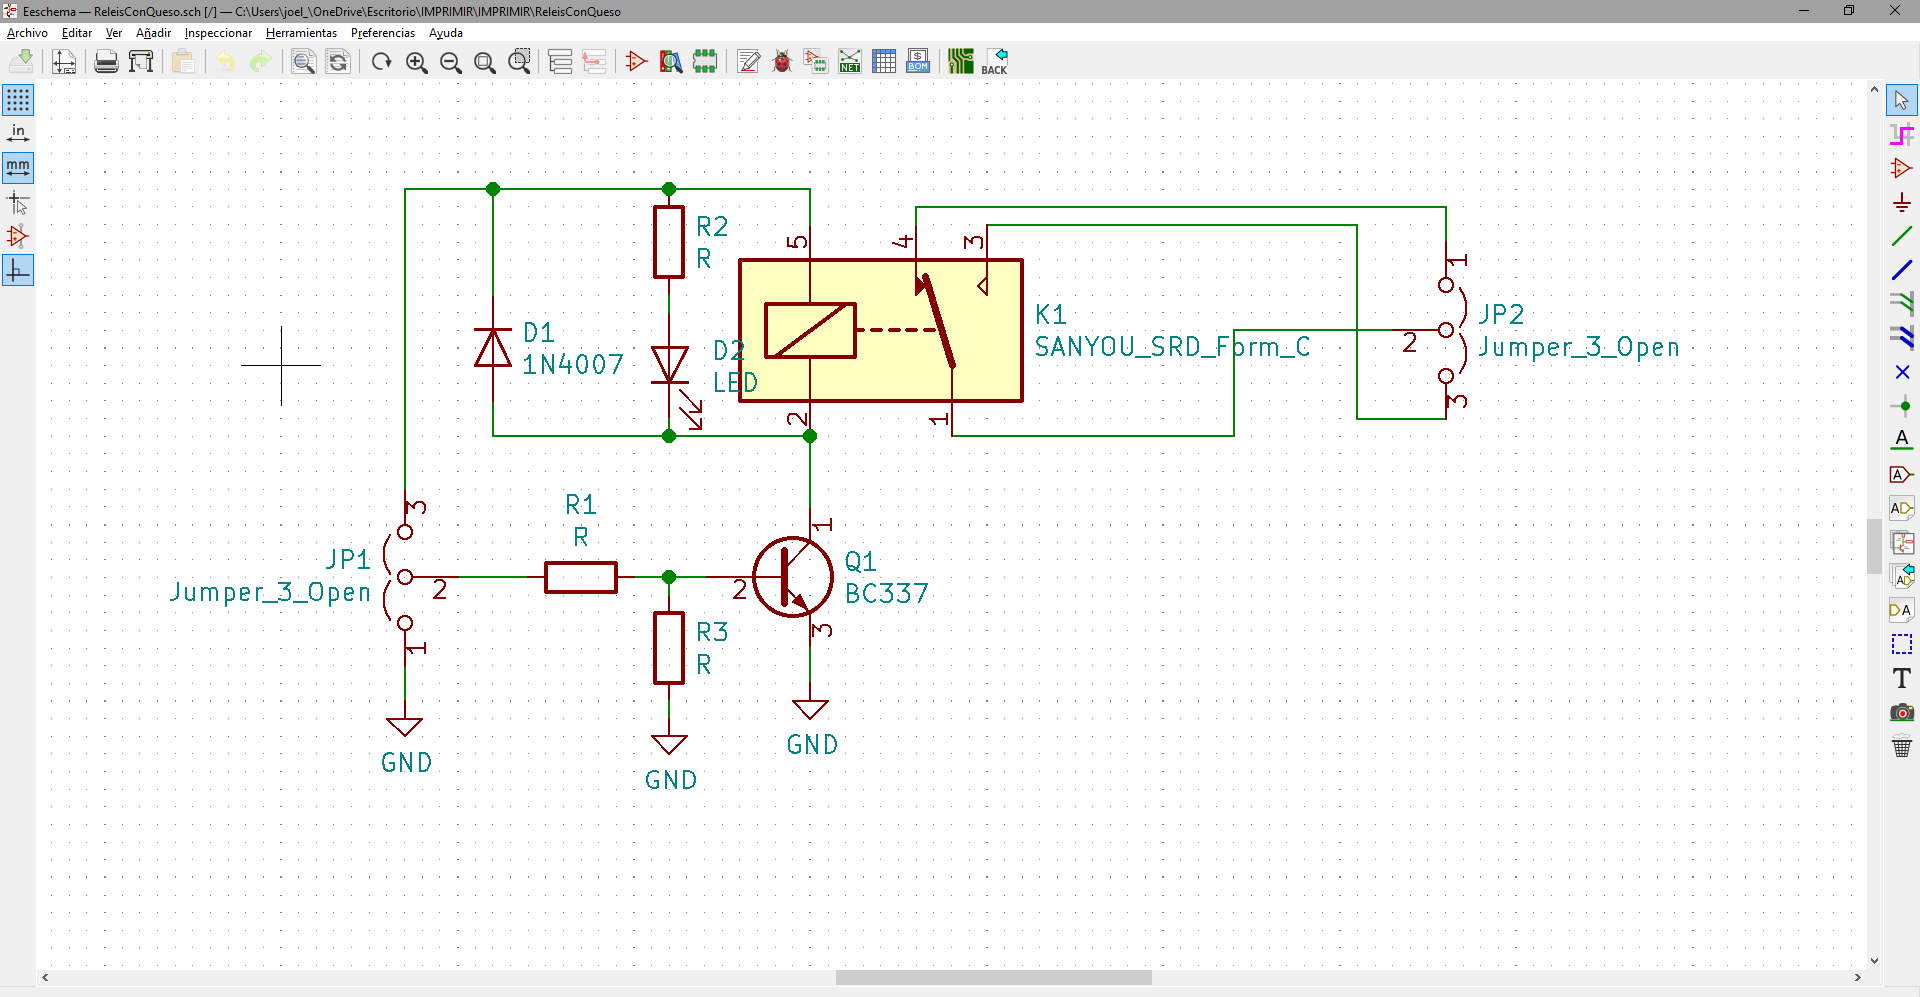 Eeschema — ReleisConQueso.sch [/] — C:\Users\joel_\OneDrive\Escritorio\IMPRIMIR\IMPRIMIR\ReleisConQueso
Archivo Editar Ver Añadir Inspeccionar Herramientas Preferencias Ayuda
NET
BOM
BACK
in
mm
R2
R
5
4
3
1
D1
1N4007
D2
LED
K1
SANYOU_SRD_Form_C
2
JP2
Jumper_3_Open
3
2
1
3
R1
R
1
JP1
Jumper_3_Open
2
2
Q1
BC337
1
R3
R
3
GND
GND
GND
A
A
AD
A
DA
T